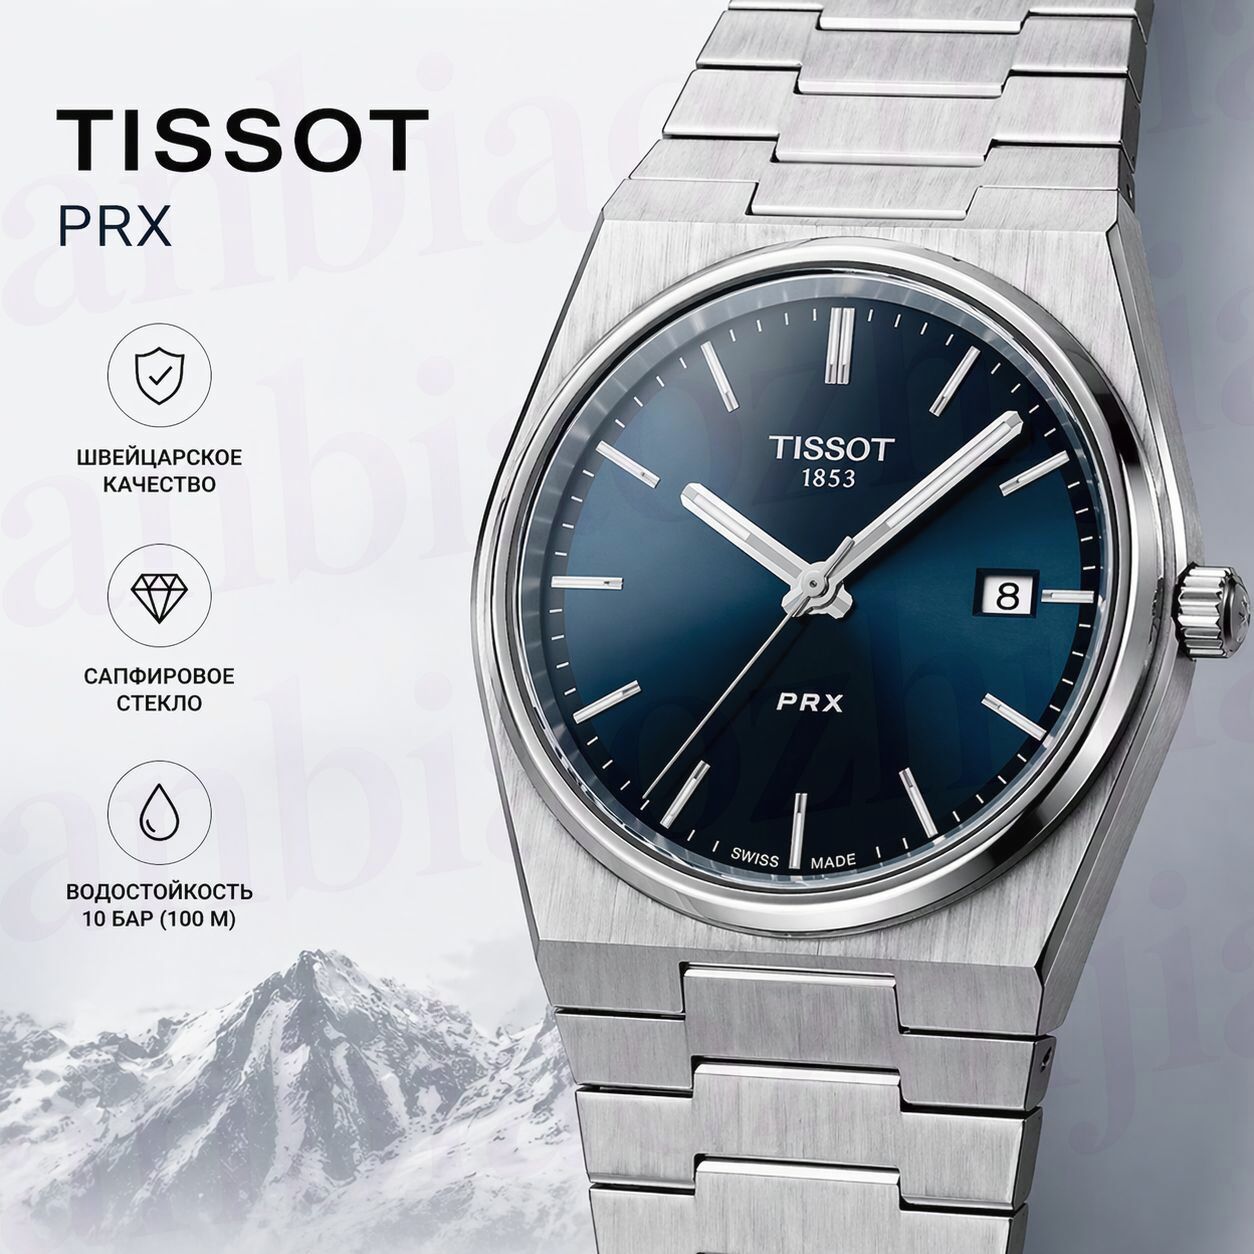 TISSOT
PRX
ШВЕЙЦАРСКОЕ
КАЧЕСТВО
САПФИРОВОЕ
СТЕКЛО
ВОДОСТОЙКОСТЬ
10 БАР (100 М)
TISSOT
1853
8
PRX
SWISS MADE